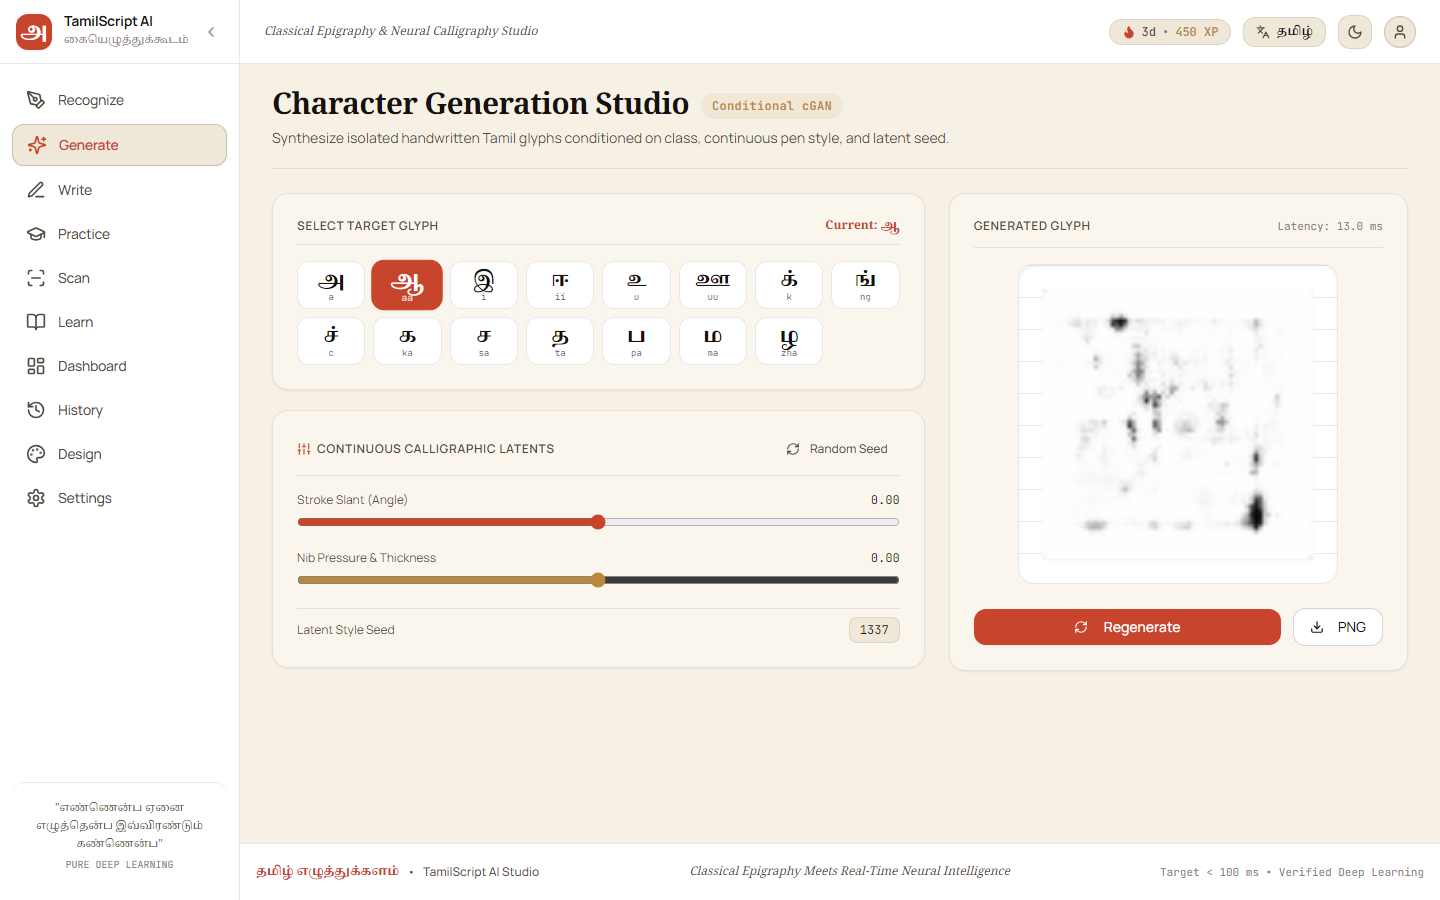 TamilScript AI
கையெழுத்துக்கூடம்
Classical Epigraphy & Neural Calligraphy Studio
3d • 450 XP
தமிழ்
Recognize
Generate
Write
Practice
Scan
Learn
Dashboard
History
Design
Settings
"எண்ணென்ப ஏனை
எழுத்தென்ப இவ்விரண்டும்
கண்ணென்ப"
PURE DEEP LEARNING
Character Generation Studio
Conditional cGAN
Synthesize isolated handwritten Tamil glyphs conditioned on class, continuous pen style, and latent seed.
SELECT TARGET GLYPH
Current: ஆ
அ ஆ இ ஈ உ ஊ க் ங்
a aa i ii u uu k ng
ச் க ச த ப ம ழ
c ka sa ta pa ma zha
CONTINUOUS CALLIGRAPHIC LATENTS
Random Seed
Stroke Slant (Angle) 0.00
Nib Pressure & Thickness 0.00
Latent Style Seed 1337
GENERATED GLYPH
Latency: 13.0 ms
Regenerate
PNG
தமிழ் எழுத்துக்களம் • TamilScript AI Studio
Classical Epigraphy Meets Real-Time Neural Intelligence
Target < 100 ms • Verified Deep Learning
அ